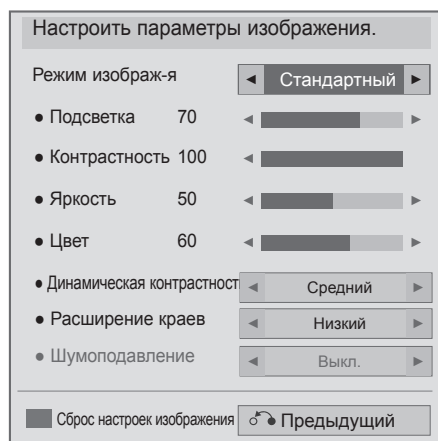 Настроить параметры изображения.
Режим изображ-я ◄ Стандартный ►
● Подсветка 70 ◄ ►
● Контрастность 100 ◄
● Яркость 50 ◄ ►
● Цвет 60 ◄ ►
● Динамическая контрастност ◄ Средний ►
● Расширение краев ◄ Низкий ►
● Шумоподавление ◄ Выкл. ►
Сброс настроек изображения Предыдущий